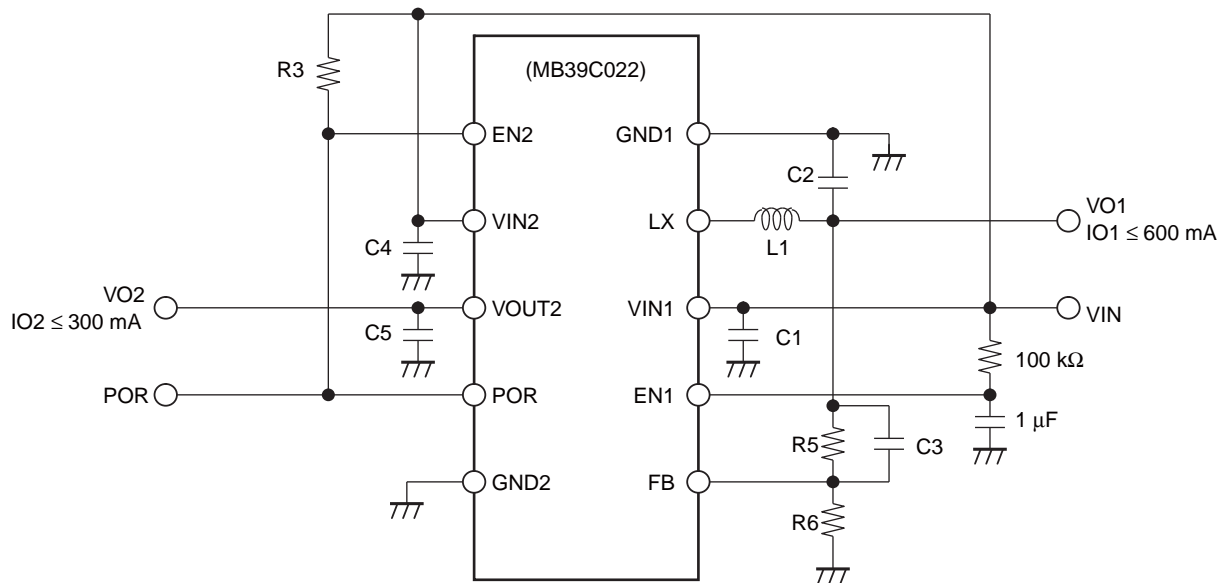 (MB39C022)
R3
EN2
GND1
C2
VIN2
LX
L1
VO1
IO1 ≤ 600 mA
C4
VO2
IO2 ≤ 300 mA
VOUT2
VIN1
VIN
C5
C1
100 kΩ
POR
POR
EN1
1 μF
R5
C3
GND2
FB
R6